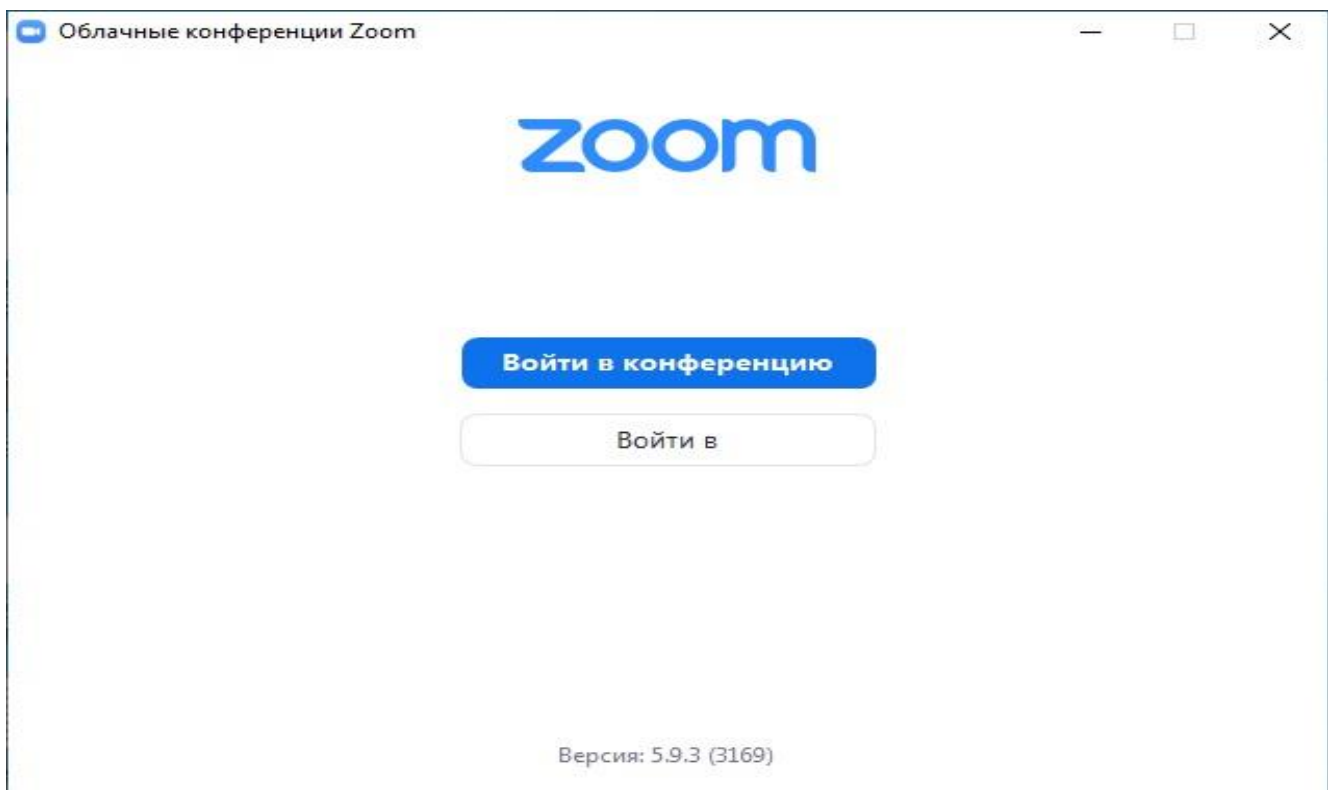 Облачные конференции Zoom
zoom
Войти в конференцию
Войти в
Версия: 5.9.3 (3169)